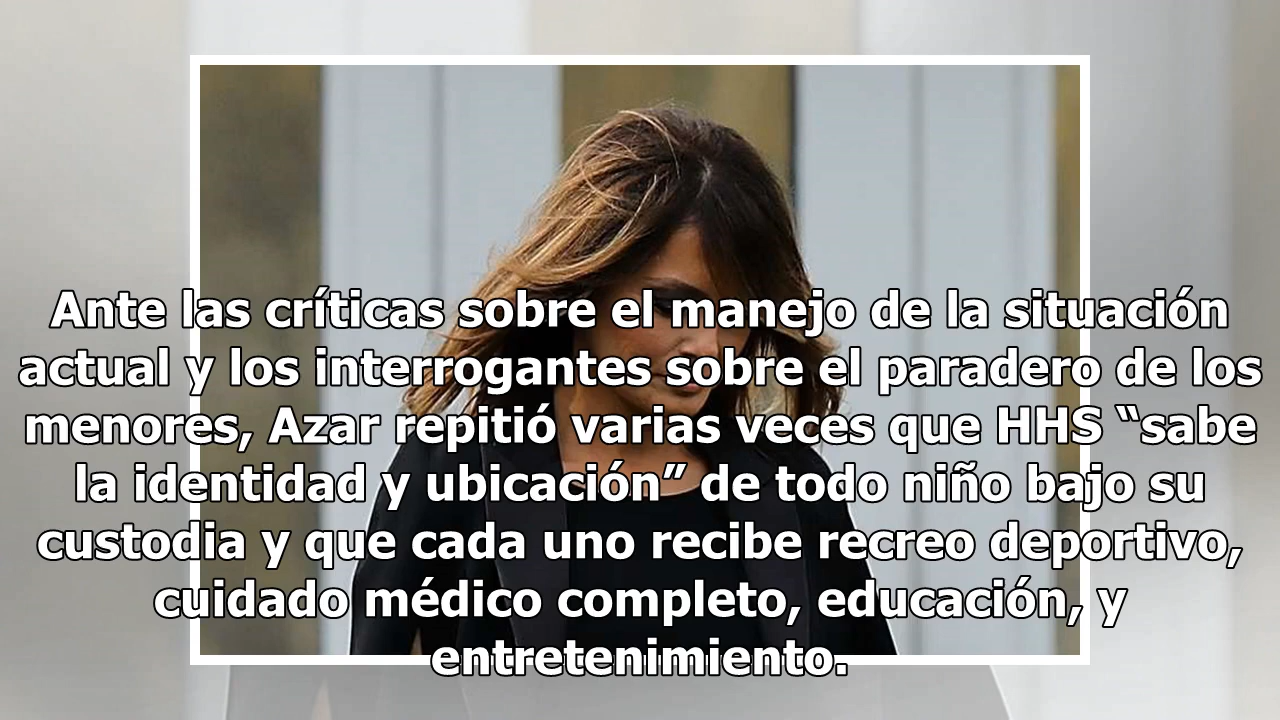 Ante las críticas sobre el manejo de la situación
actual y los interrogantes sobre el paradero de los
menores, Azar repitió varias veces que HHS “sabe
la identidad y ubicación” de todo niño bajo su
custodia y que cada uno recibe recreo deportivo,
cuidado médico completo, educación, y
entretenimiento.